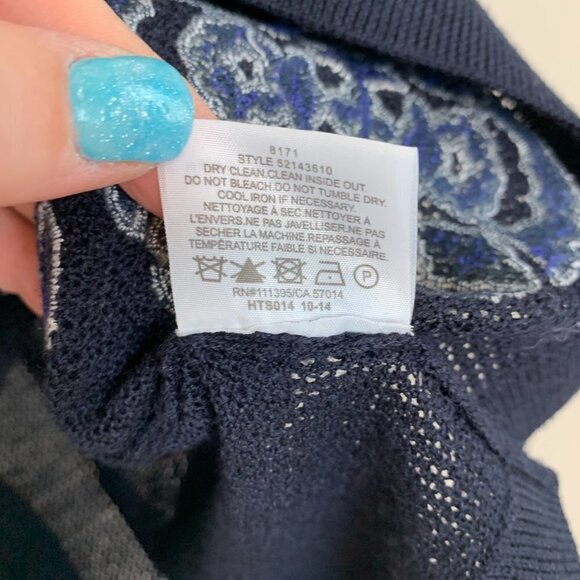 8171
STYLE 52143610
DRY CLEAN.CLEAN INSIDE OUT.
DO NOT BLEACH.DO NOT TUMBLE DRY.
COOL IRON IF NECESSARY.
NETTOYAGE A SEC.NETTOYER A
L'ENVERS.NE PAS JAVELLISER.NE PAS
SECHER LA MACHINE.REPASSAGE À
TEMPÉRATURE FAIBLE SI NECESSAIRE.
P
RN#111395/CA 57014
HTS014 10-14